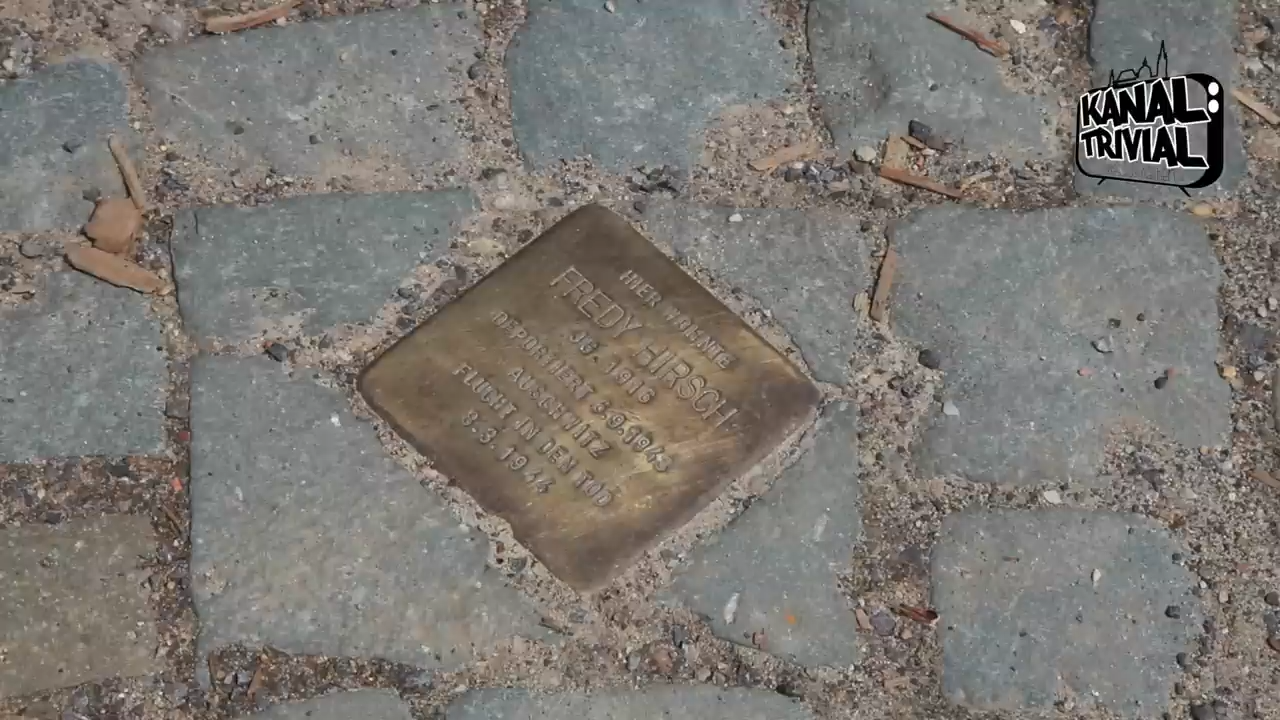 HIER WOHNTE
FREDY HIRSCH
JG. 1916
DEPORTIERT 3.9.1943
AUSCHWITZ
FLUCHT IN DEN TOD
8.3.1944
KANAL:
TRIVIAL